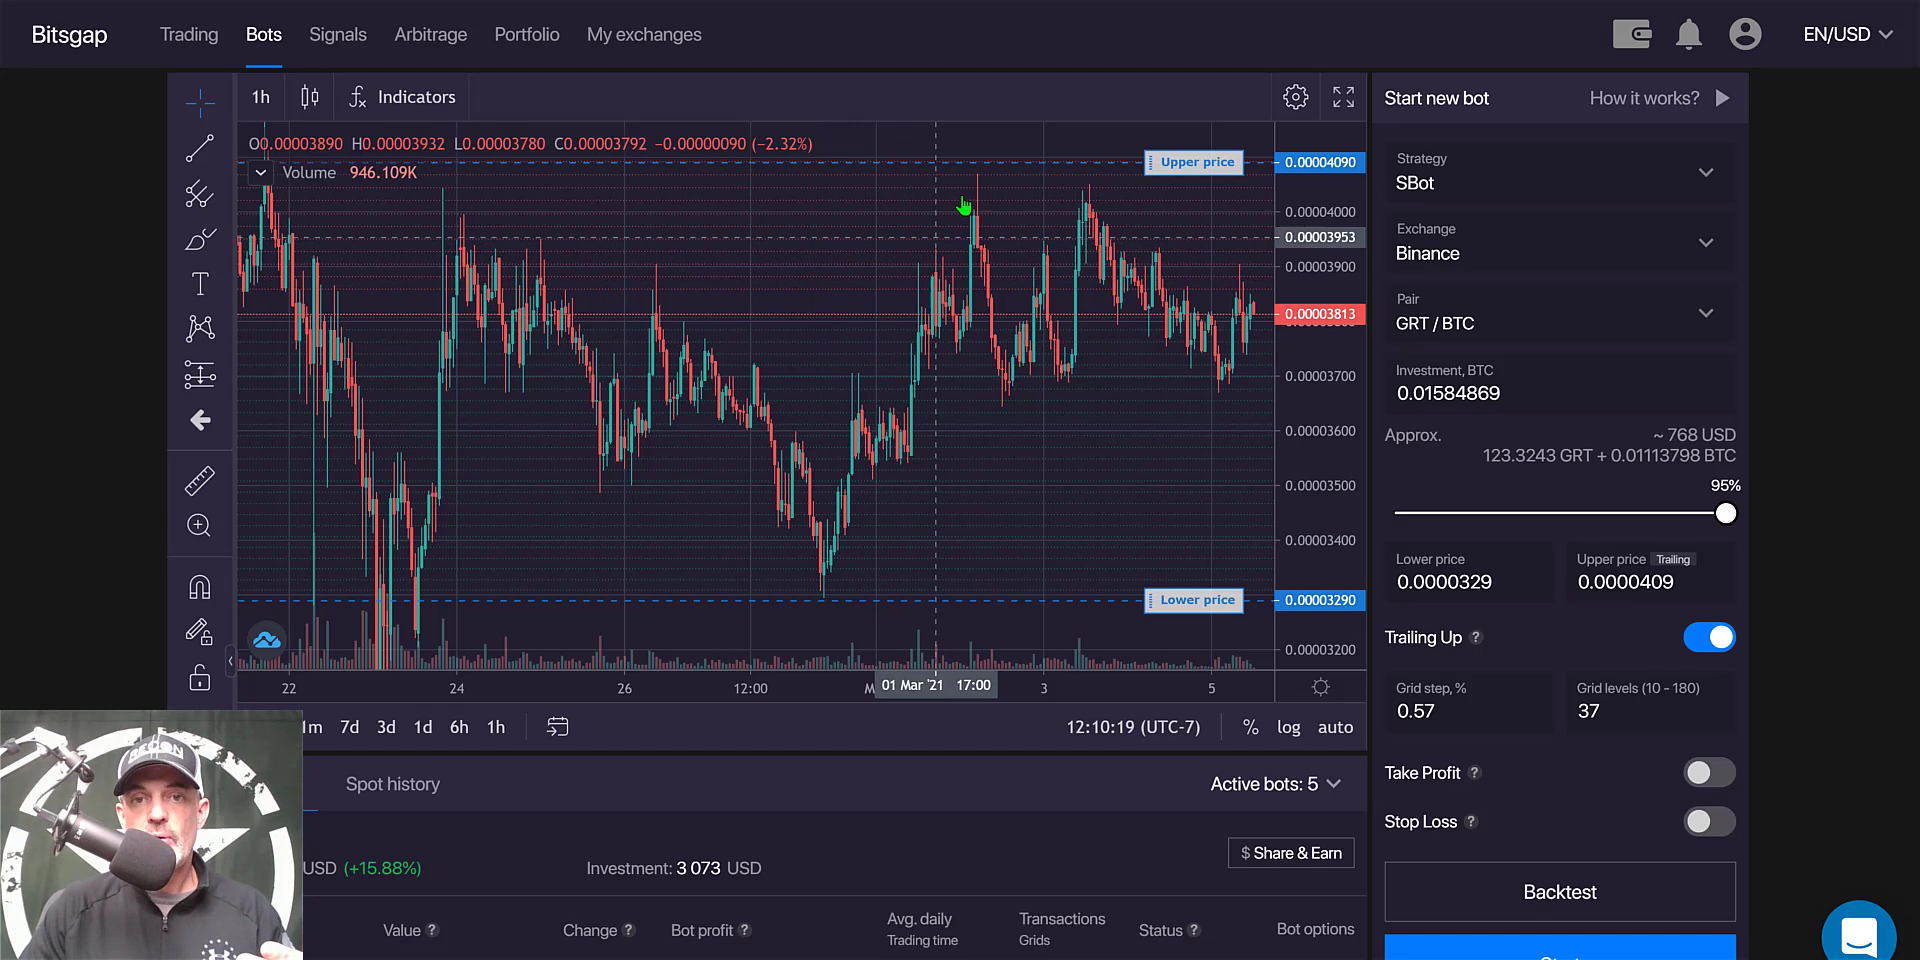 Bitsgap
Trading Bots Signals Arbitrage Portfolio My exchanges
EN/USD
1h
Indicators
Start new bot
How it works?
O0.00003890 H0.00003932 L0.00003780 C0.00003792 −0.00000090 (−2.32%)
Volume 946.109K
Upper price
0.00004090
0.00004000
0.00003953
0.00003900
0.00003813
0.00003700
0.00003600
0.00003500
0.00003400
Lower price
0.00003290
0.00003200
22 24 26 12:00 M 01 Mar '21 17:00 3 5
1m 7d 3d 1d 6h 1h
12:10:19 (UTC-7)
% log auto
Strategy
SBot
Exchange
Binance
Pair
GRT / BTC
Investment, BTC
0.01584869
Approx.
~ 768 USD
123.3243 GRT + 0.01113798 BTC
95%
Lower price
0.0000329
Upper price Trailing
0.0000409
Trailing Up ?
Grid step, %
0.57
Grid levels (10 - 180)
37
Take Profit ?
Stop Loss ?
Backtest
Spot history
Active bots: 5
USD (+15.88%)
Investment: 3 073 USD
$ Share & Earn
Value ?
Change ?
Bot profit ?
Avg. daily
Trading time
Transactions
Grids
Status ?
Bot options
RECON